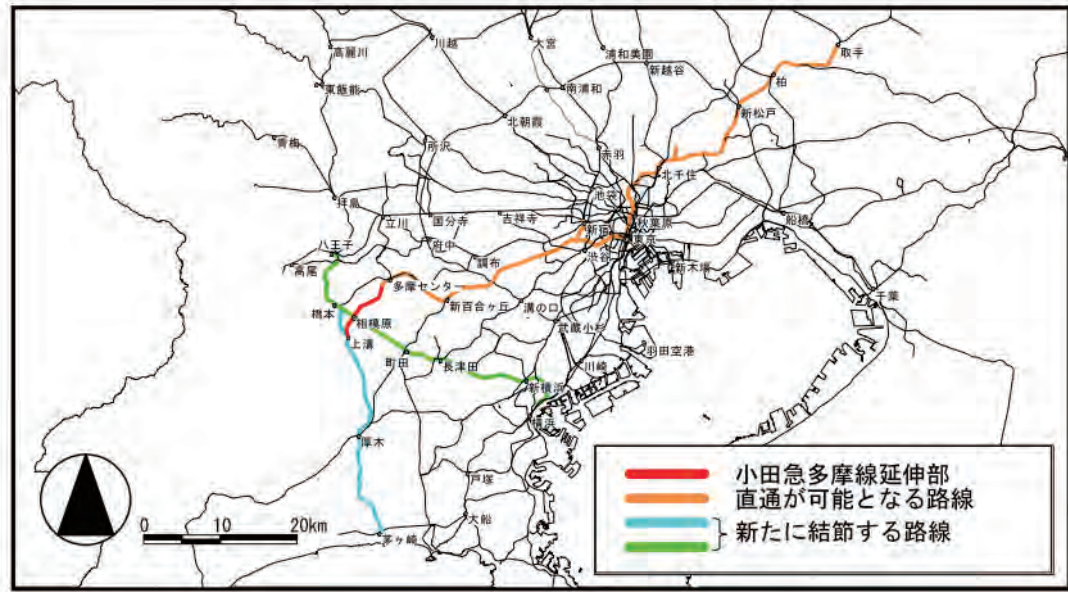 高麗川
川越
大宮
浦和美園
新越谷
取手
柏
東飯能
南浦和
新松戸
北朝霞
青梅
所沢
赤羽
北千住
拝島
池袋
立川
国分寺
吉祥寺
新宿
秋葉原
船橋
八王子
府中
東京
高尾
調布
渋谷
新木場
多摩センター
千葉
橋本
新百合ヶ丘
溝の口
相模原
武蔵小杉
上溝
羽田空港
町田
長津田
川崎
新横浜
横浜
厚木
戸塚
大船
茅ヶ崎
0 10 20km
小田急多摩線延伸部
直通が可能となる路線
新たに結節する路線